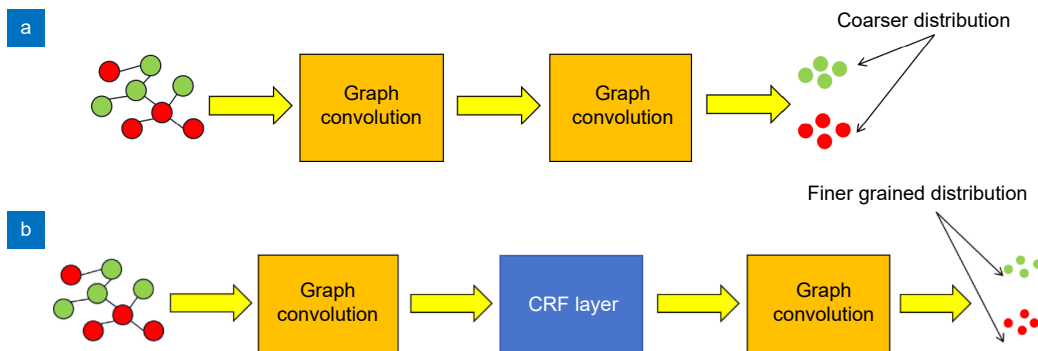 a
Coarser distribution
Graph
convolution
Graph
convolution
Finer grained distribution
b
Graph
convolution
CRF layer
Graph
convolution